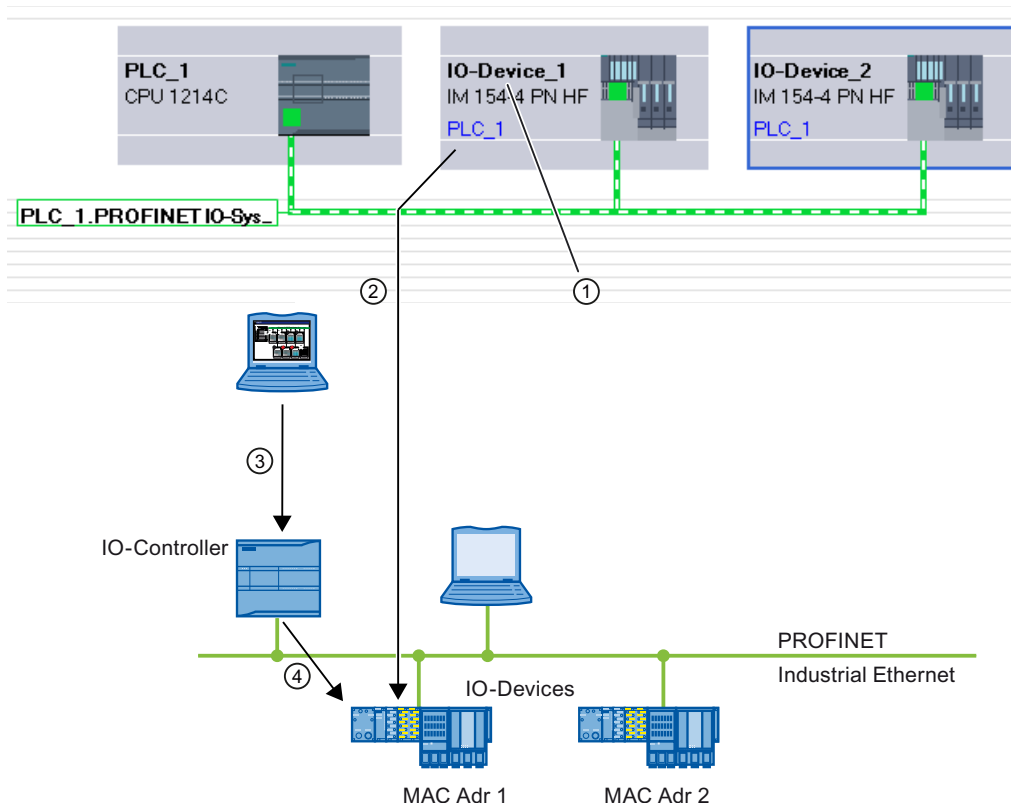 PLC_1
CPU 1214C
IO-Device_1
IM 154-4 PN HF
PLC_1
IO-Device_2
IM 154-4 PN HF
PLC_1
PLC_1.PROFINET IO-Sys_
②
①
③
IO-Controller
④
PROFINET
Industrial Ethernet
IO-Devices
MAC Adr 1
MAC Adr 2